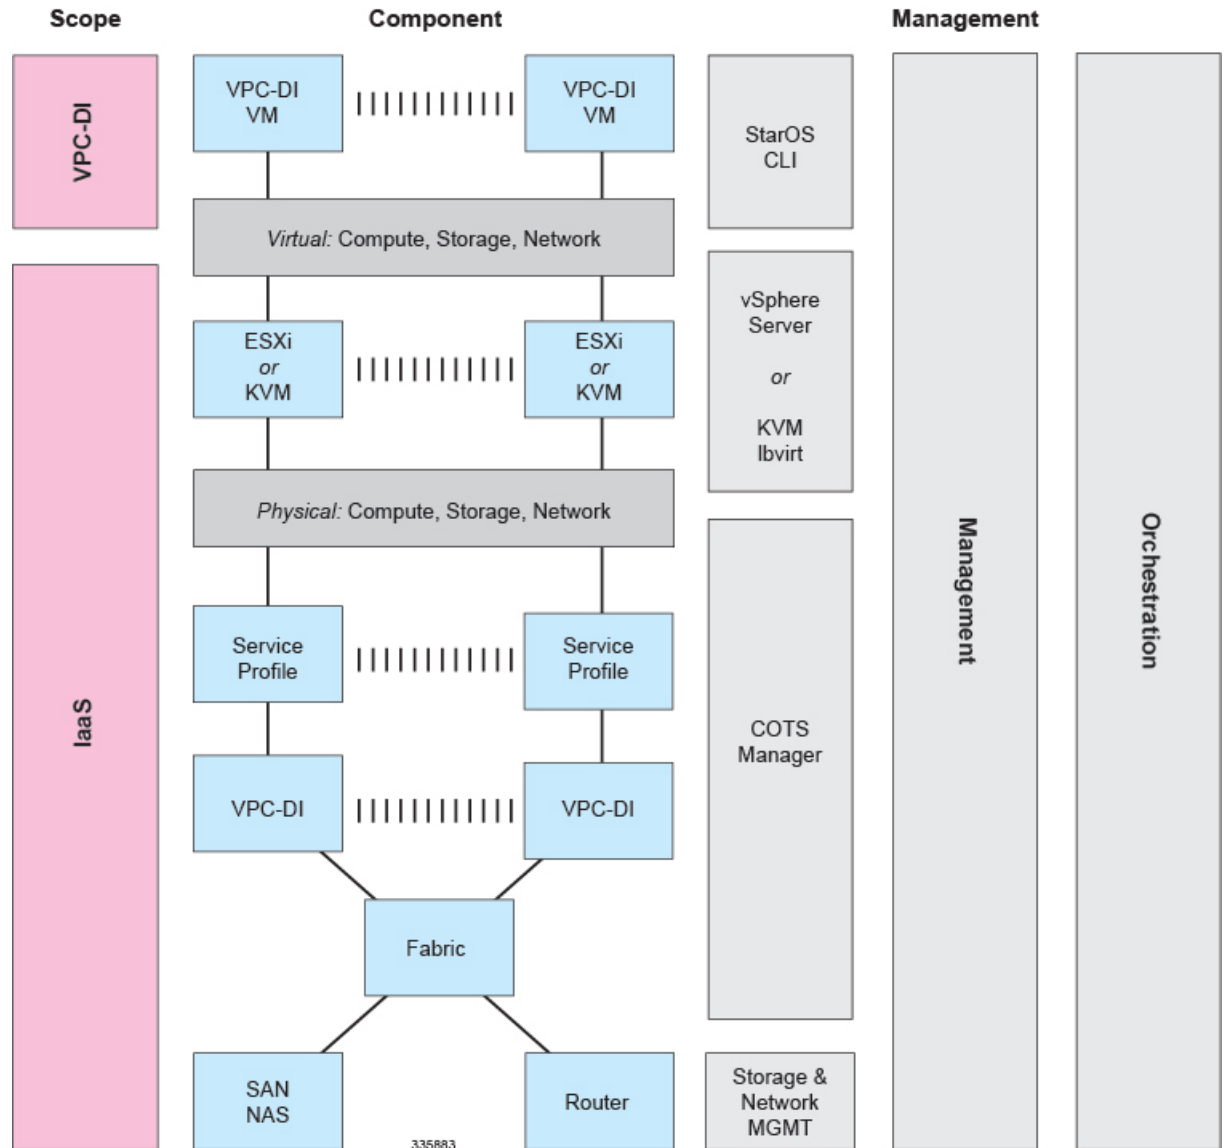 Scope
Component
Management
VPC-DI
VPC-DI
VM
VPC-DI
VM
StarOS
CLI
Virtual: Compute, Storage, Network
IaaS
ESXi
or
KVM
ESXi
or
KVM
vSphere
Server
or
KVM
lbvirt
Physical: Compute, Storage, Network
Service
Profile
Service
Profile
COTS
Manager
VPC-DI
VPC-DI
Fabric
SAN
NAS
Router
Storage &
Network
MGMT
Management
Orchestration
335883